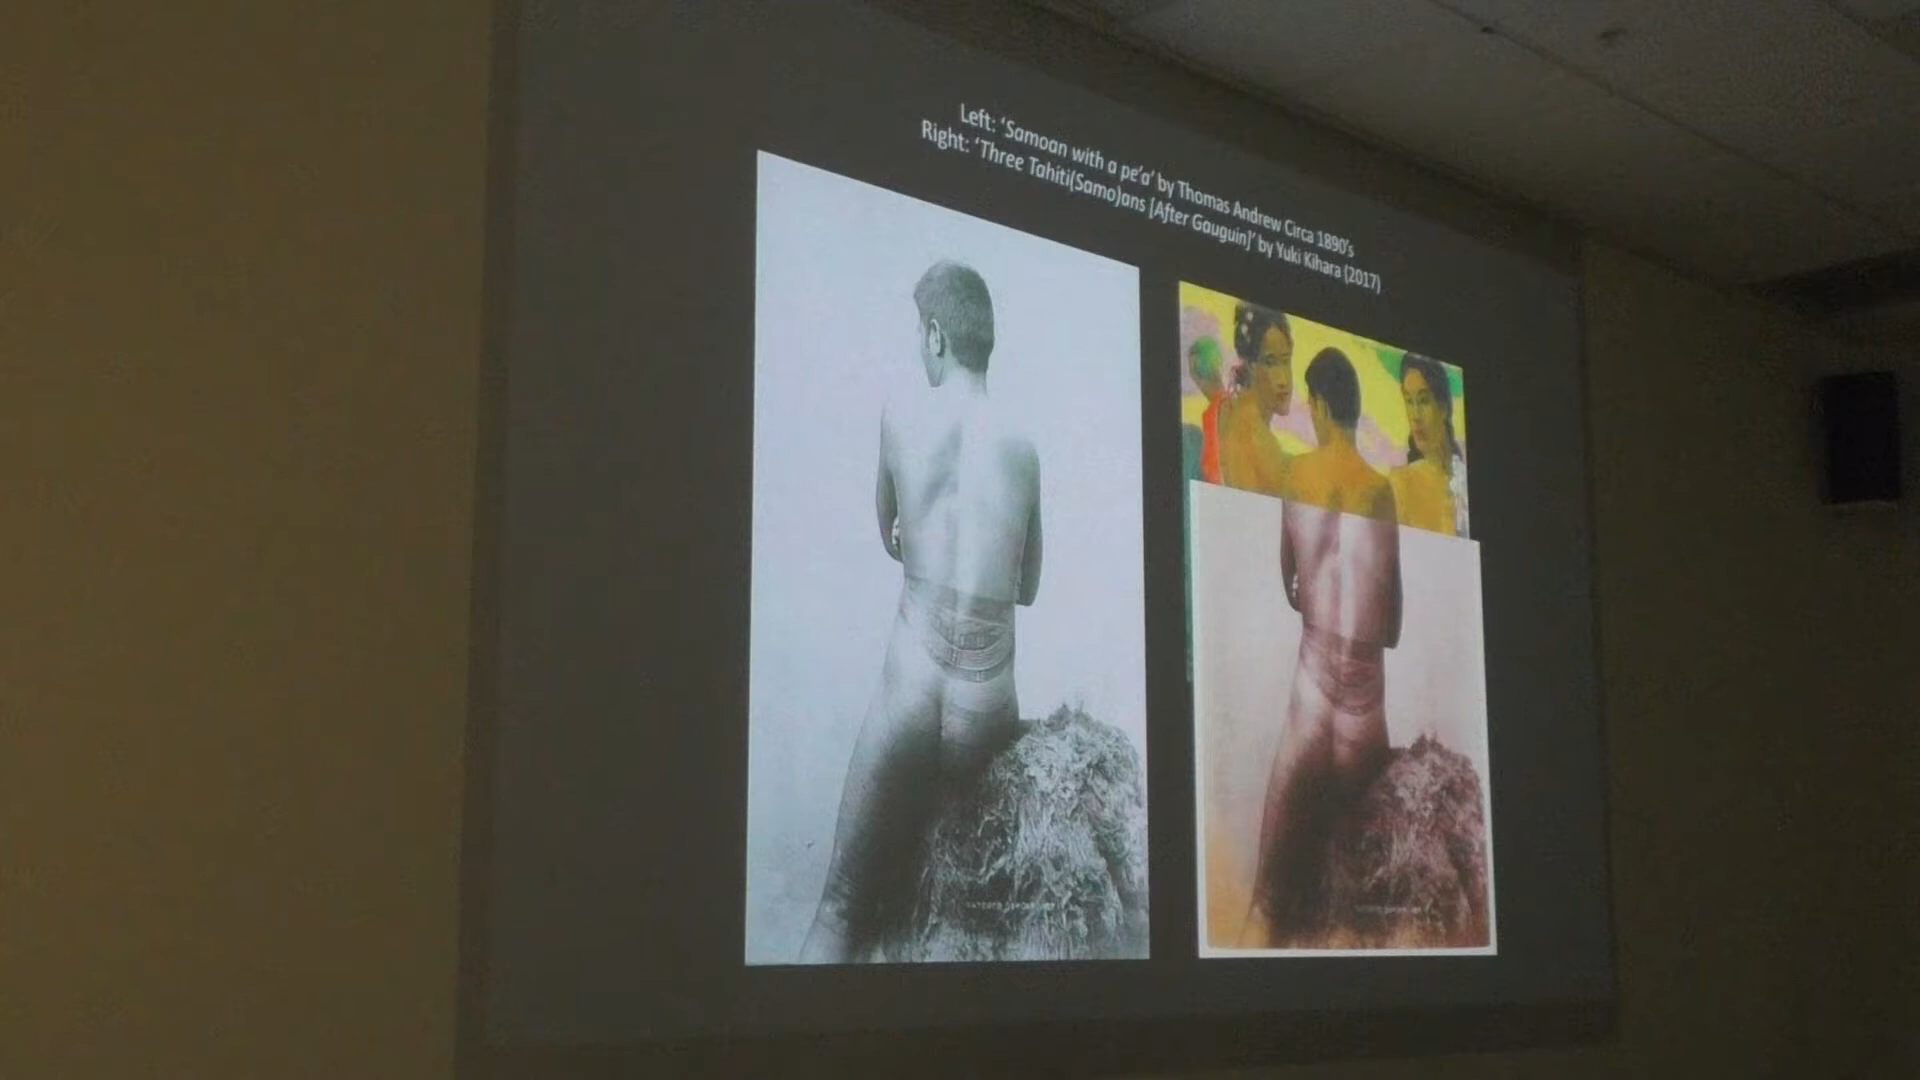 Left: ‘Samoan with a pe’a’ by Thomas Andrew Circa 1890’s
Right: ‘Three Tahiti(Samo)ans [After Gauguin]’ by Yuki Kihara (2017)